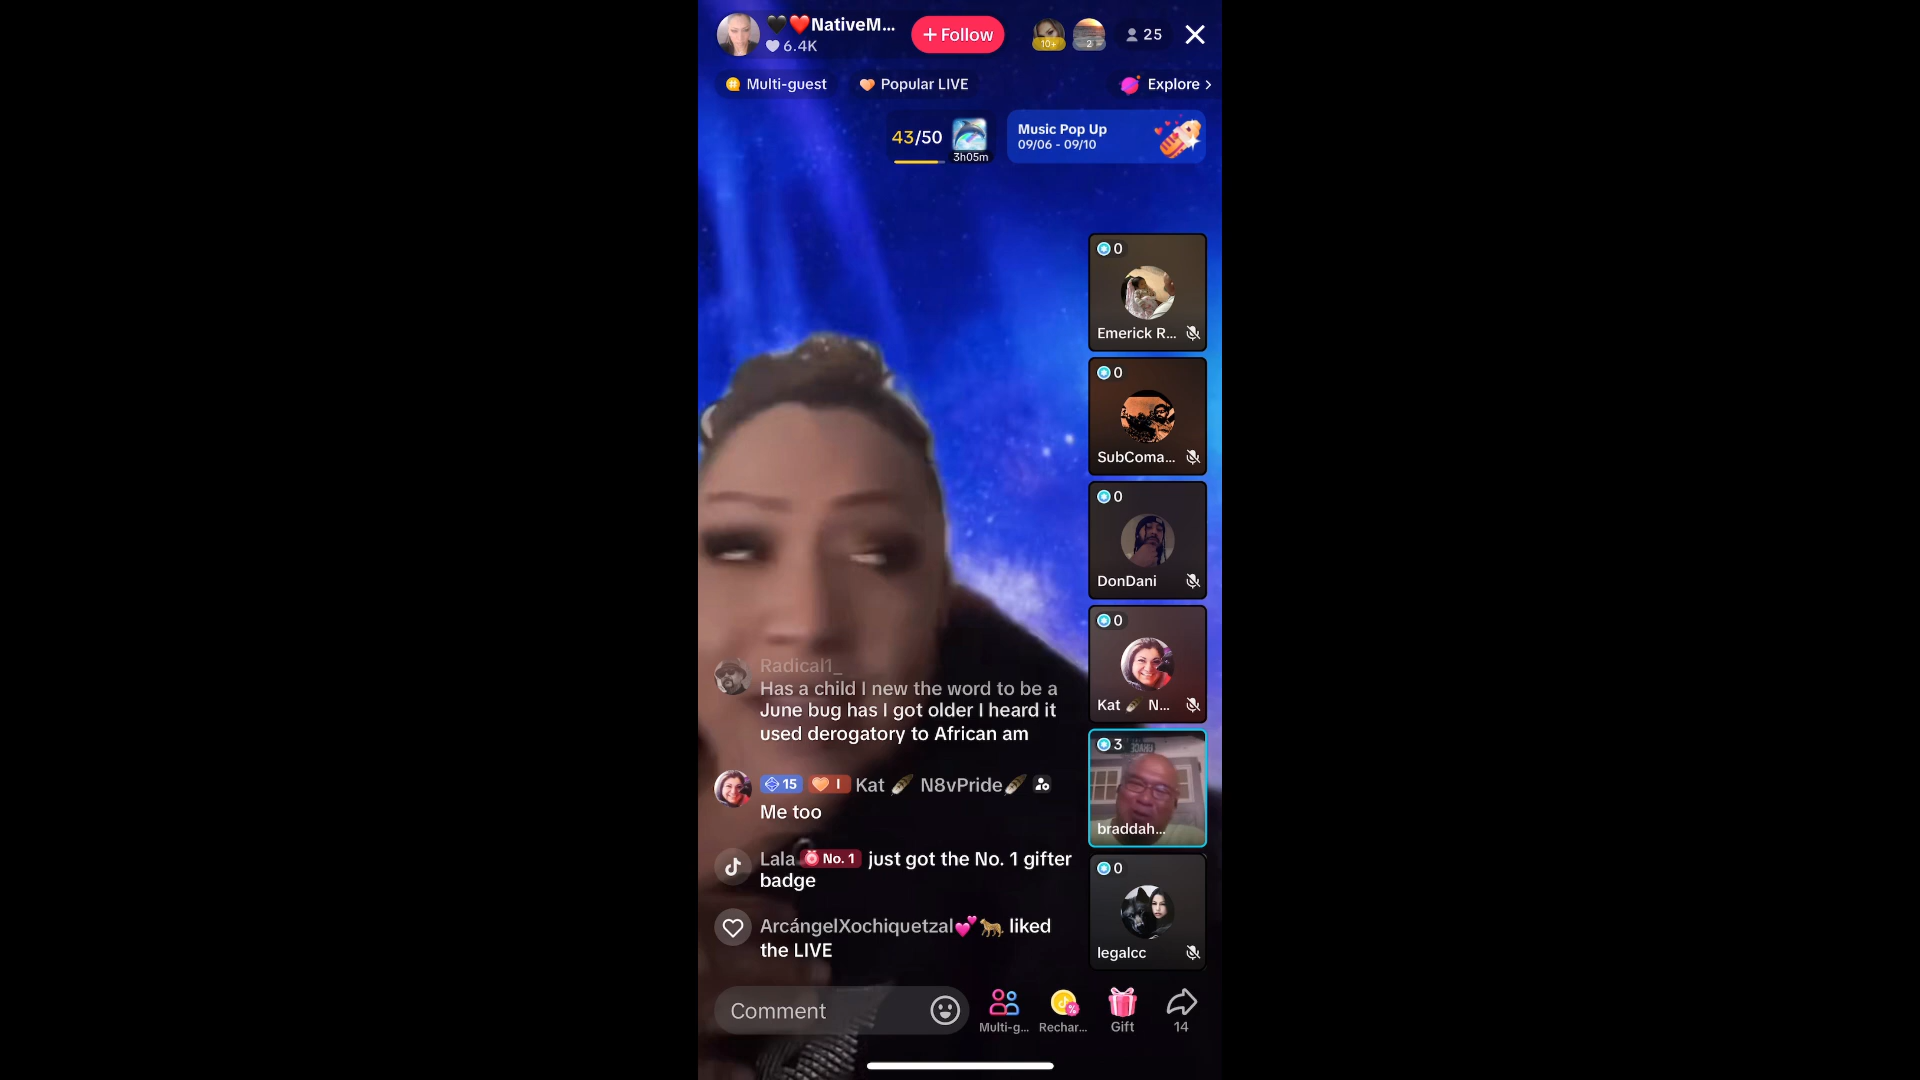 🖤❤️NativeM...
6.4K
+ Follow
10+
2
25
Multi-guest
Popular LIVE
Explore >
43/50
3h05m
Music Pop Up
09/06 - 09/10
0
Emerick R...
0
SubComa...
0
DonDani
0
Kat 🪶 N...
3
braddah...
0
legalcc
Radical1_
Has a child I new the word to be a
June bug has I got older I heard it
used derogatory to African am
15 I Kat 🪶 N8vPride🪶
Me too
Lala No. 1 just got the No. 1 gifter
badge
ArcángelXochiquetzal💕🐆 liked
the LIVE
Comment
Multi-g...
Rechar...
Gift
14